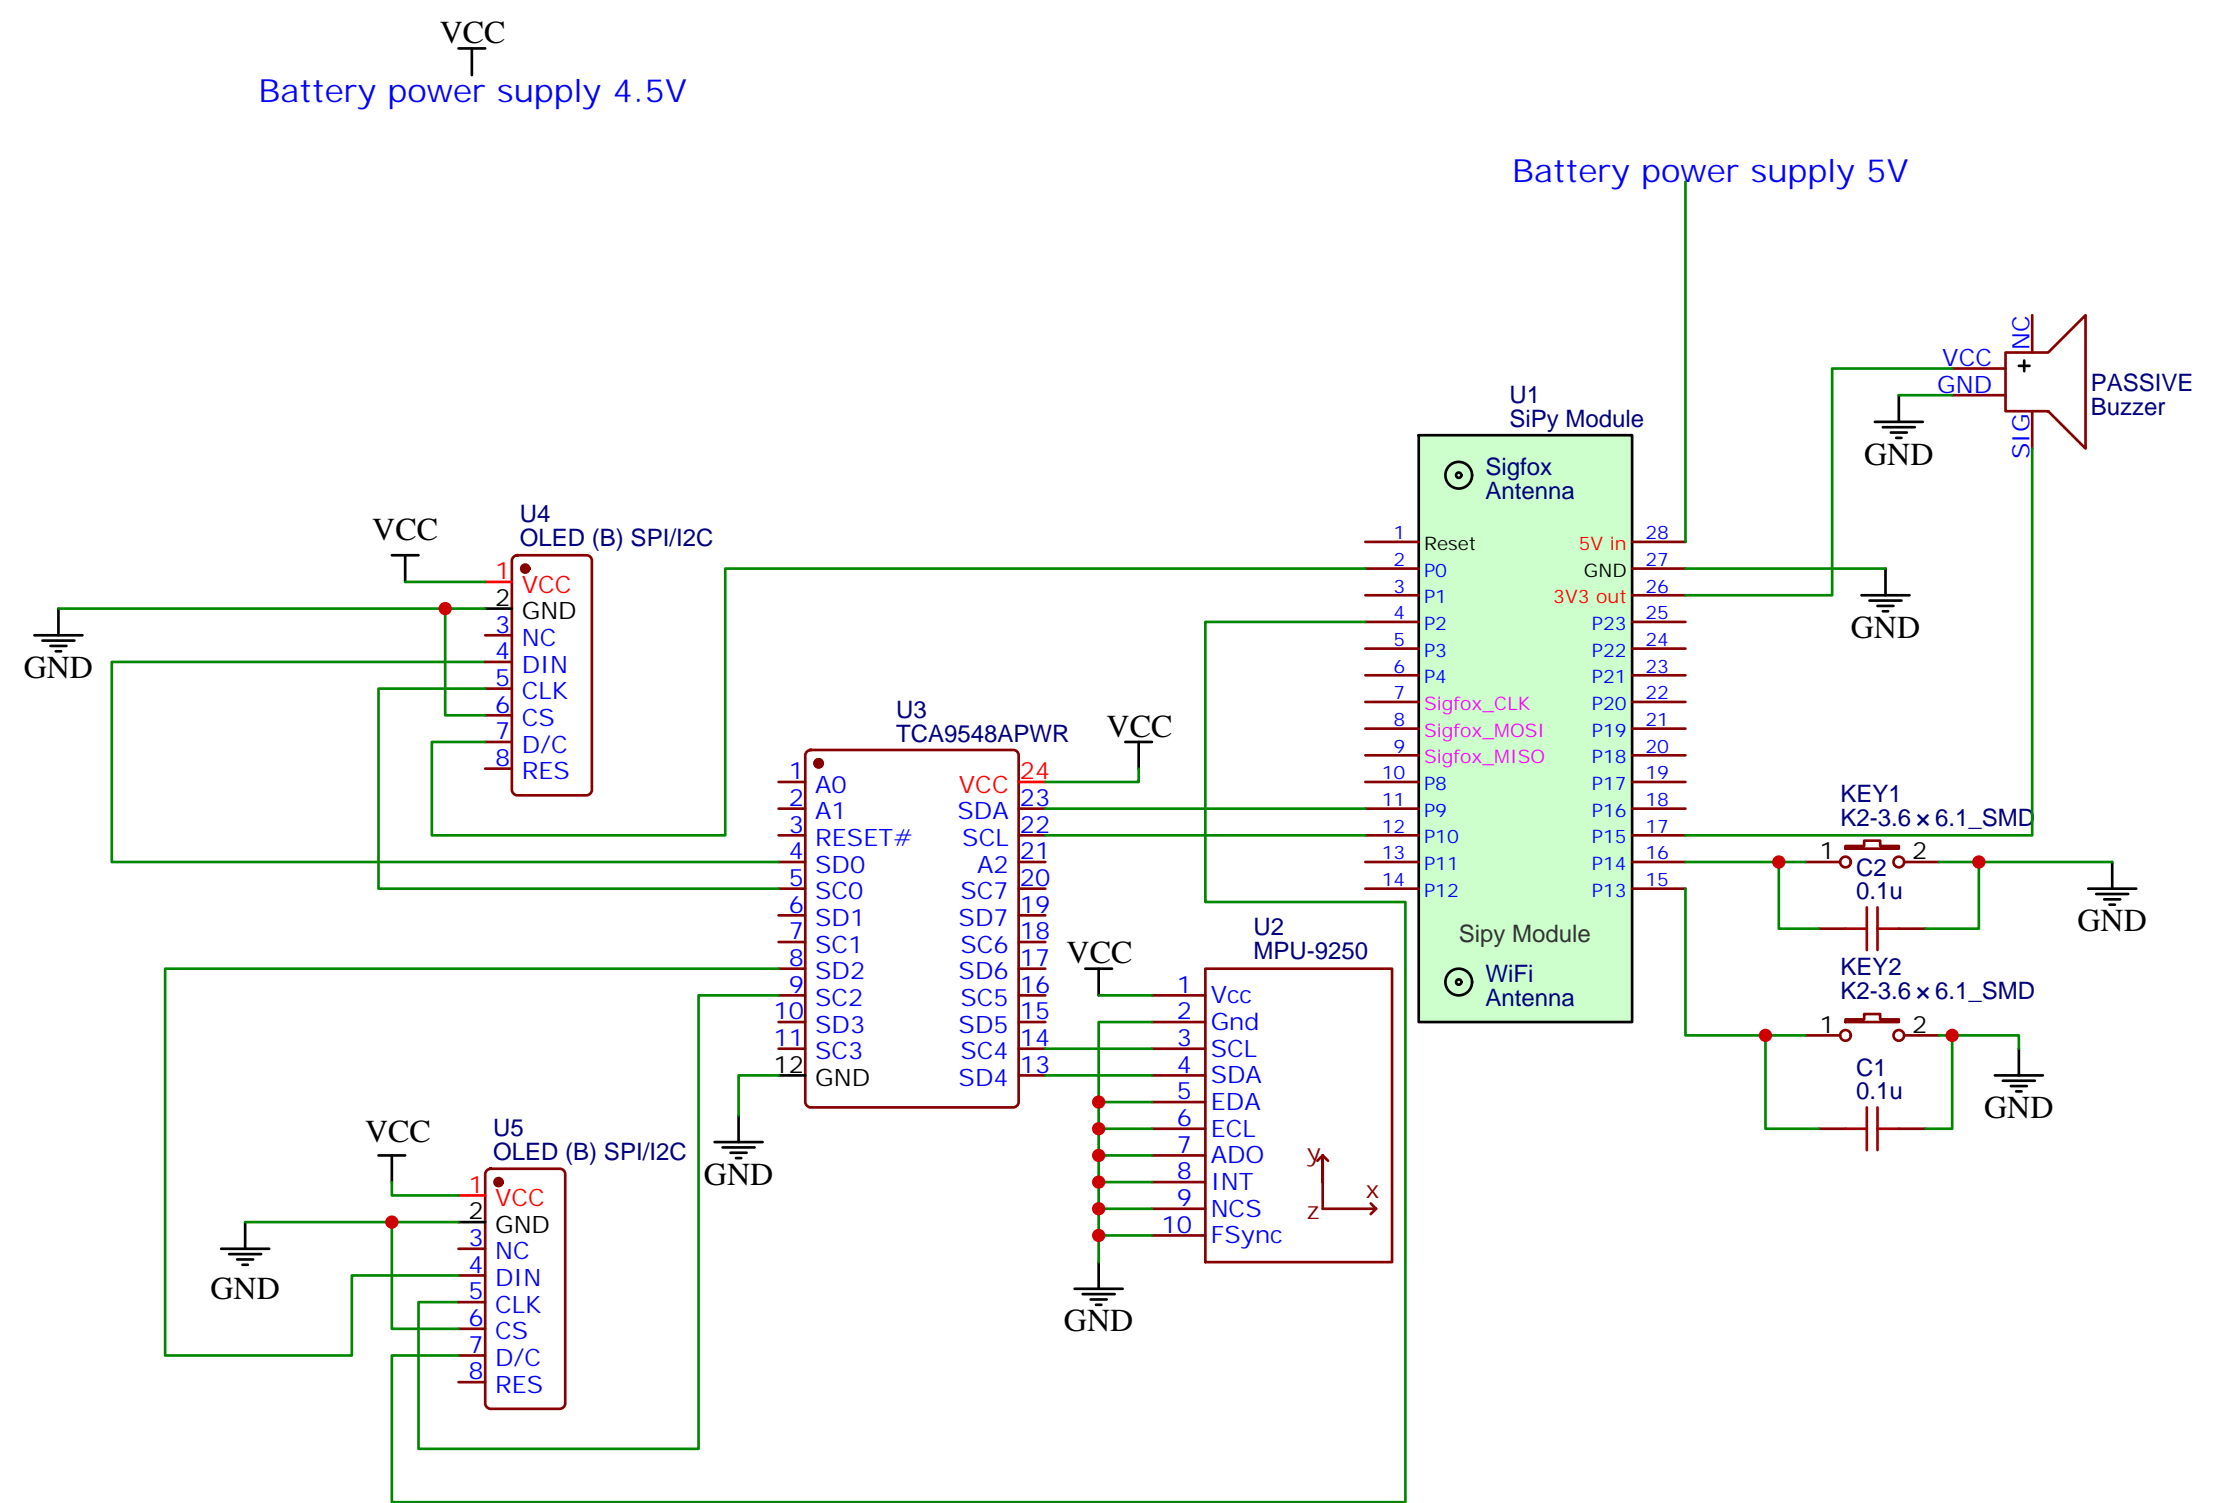 VCC
Battery power supply 4.5V
Battery power supply 5V
NC
VCC
GND
SIG
PASSIVE
Buzzer
GND
U1
SiPy Module
Sigfox
Antenna
1 Reset
2 P0
3 P1
4 P2
5 P3
6 P4
7 Sigfox_CLK
8 Sigfox_MOSI
9 Sigfox_MISO
10 P8
11 P9
12 P10
13 P11
14 P12
5V in 28
GND 27
3V3 out 26
P23 25
P22 24
P21 23
P20 22
P19 21
P18 20
P17 19
P16 18
P15 17
P14 16
P13 15
Sipy Module
WiFi
Antenna
GND
VCC
U4
OLED (B) SPI/I2C
1 VCC
2 GND
3 NC
4 DIN
5 CLK
6 CS
7 D/C
8 RES
GND
U3
TCA9548APWR
VCC
1 A0
2 A1
3 RESET#
4 SD0
5 SC0
6 SD1
7 SC1
8 SD2
9 SC2
10 SD3
11 SC3
12 GND
VCC 24
SDA 23
SCL 22
A2 21
SC7 20
SD7 19
SC6 18
SD6 17
SC5 16
SD5 15
SC4 14
SD4 13
GND
KEY1
K2-3.6×6.1_SMD
1 2
C2
0.1u
GND
KEY2
K2-3.6×6.1_SMD
1 2
C1
0.1u
GND
VCC
U2
MPU-9250
1 Vcc
2 Gnd
3 SCL
4 SDA
5 EDA
6 ECL
7 ADO
8 INT
9 NCS
10 FSync
y
x
z
GND
VCC
U5
OLED (B) SPI/I2C
1 VCC
2 GND
3 NC
4 DIN
5 CLK
6 CS
7 D/C
8 RES
GND